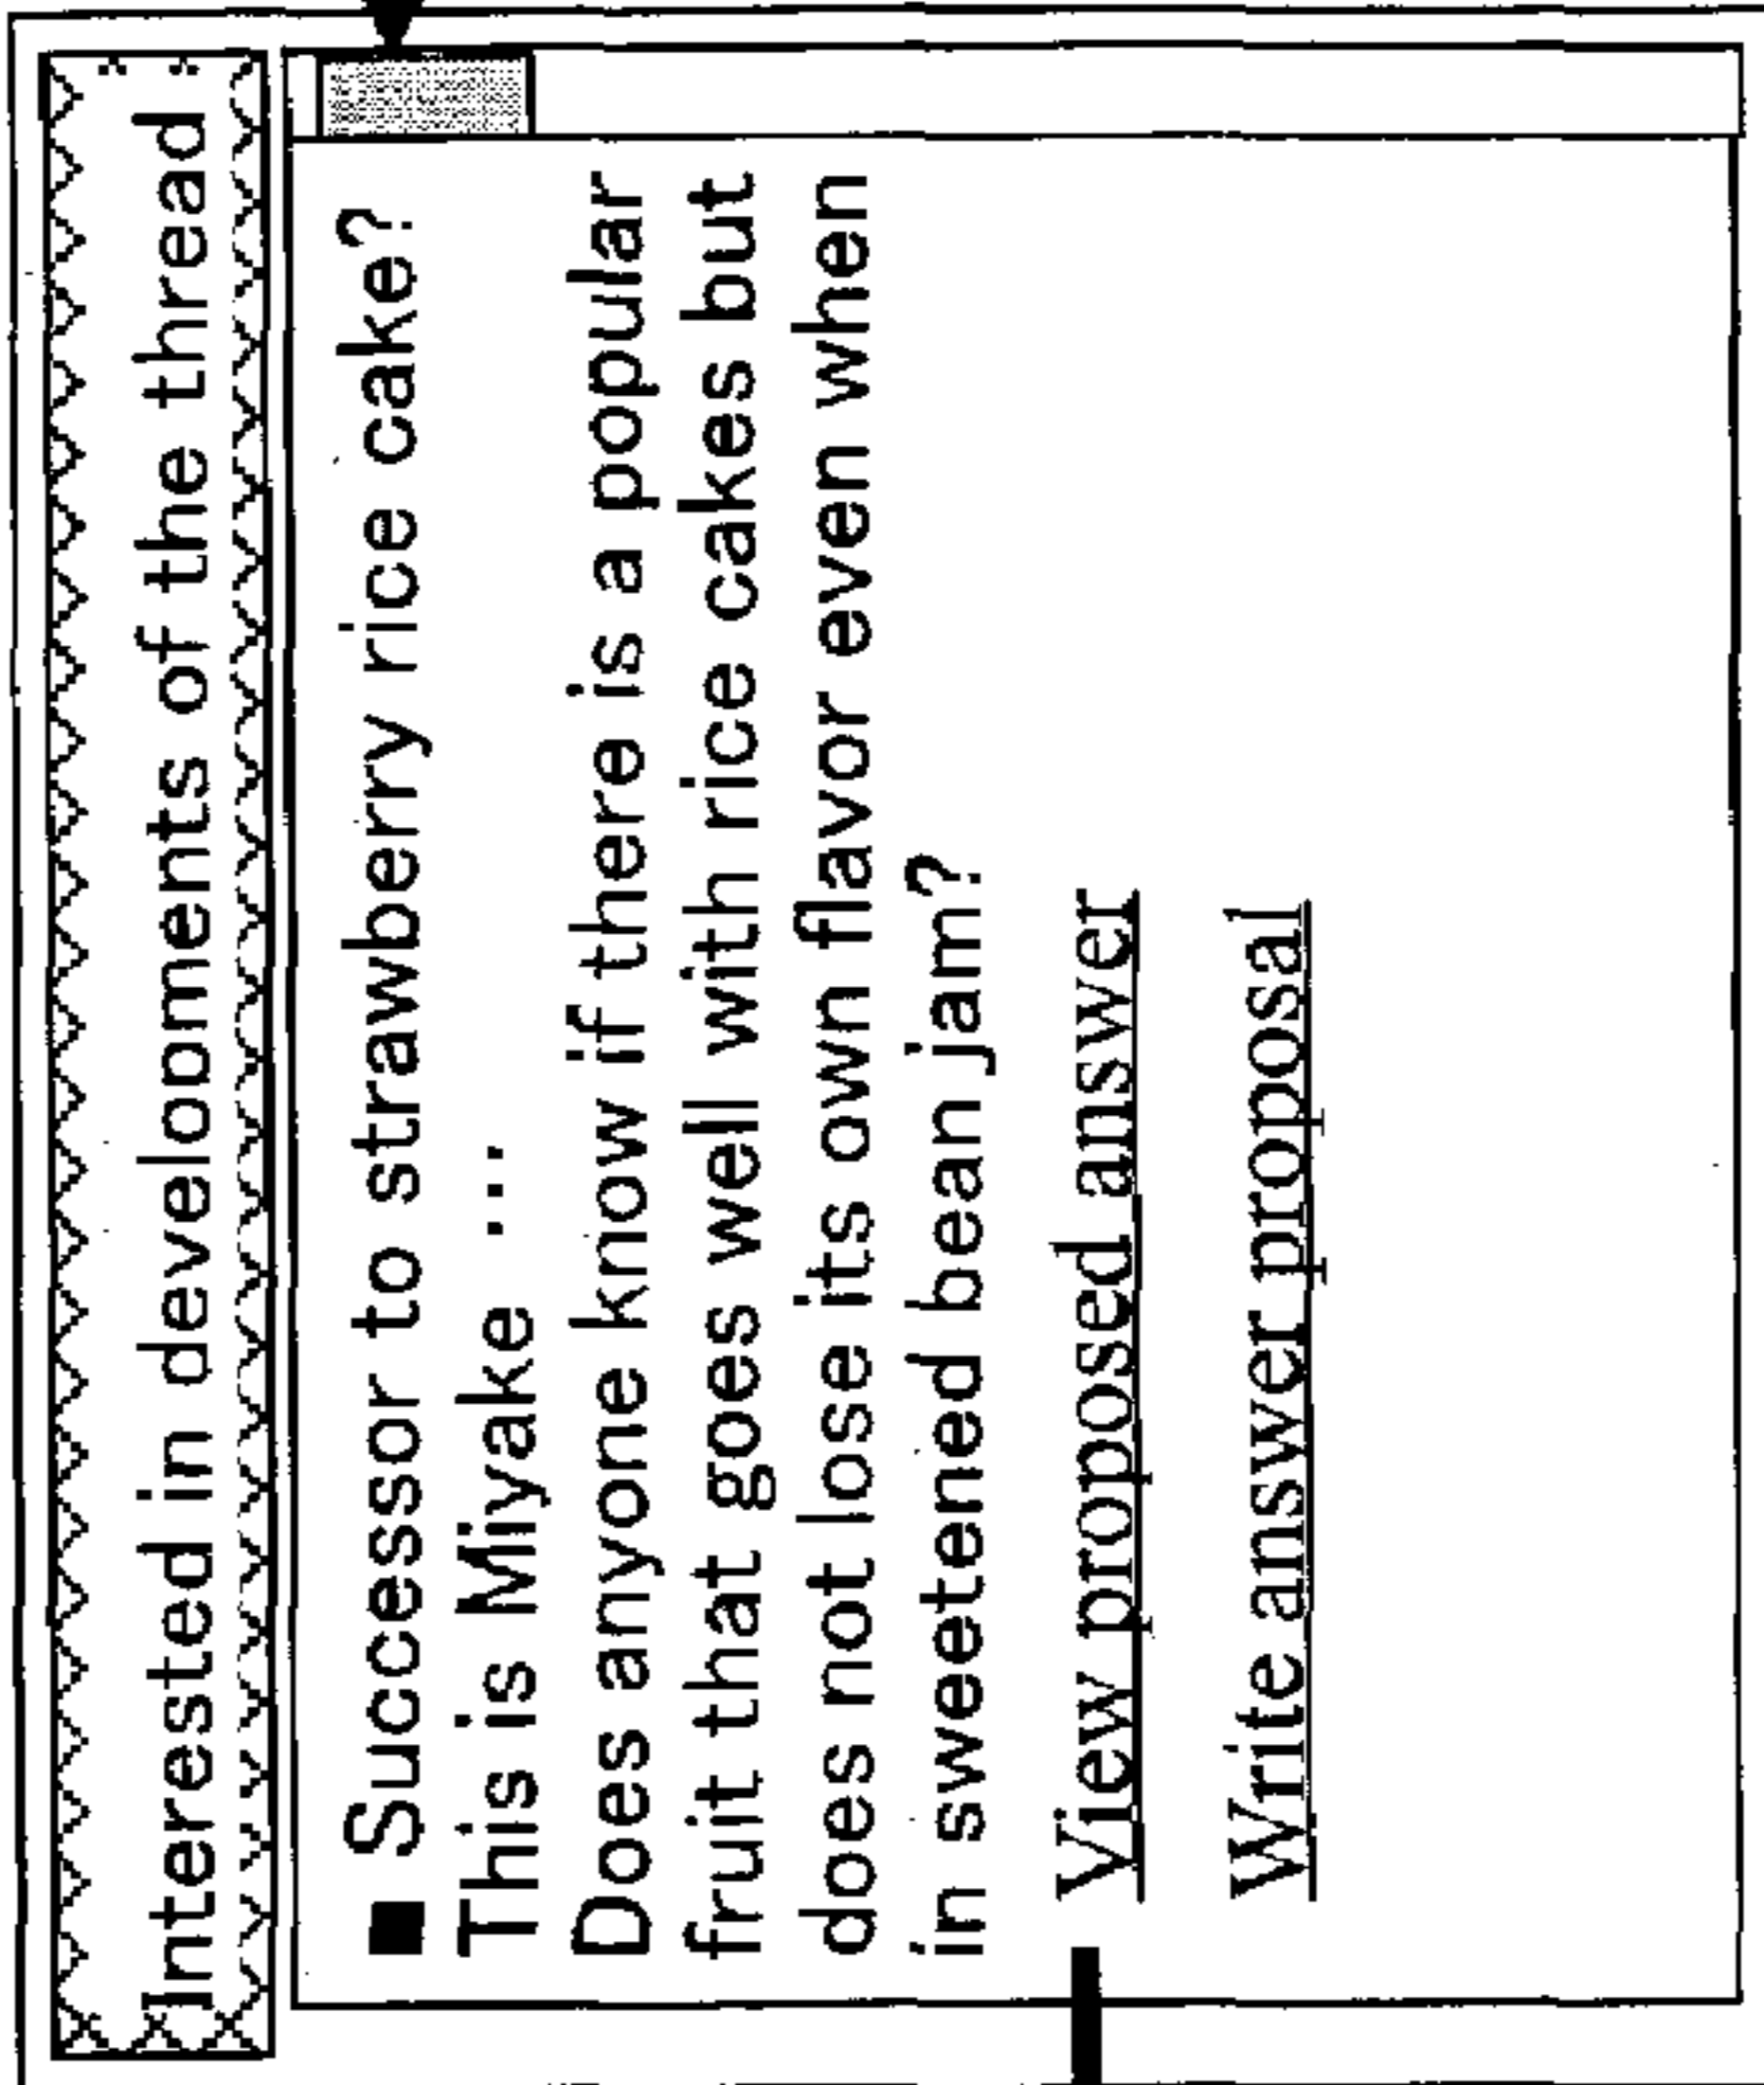 Interested in developments of the thread
■ Successor to strawberry rice cake?
This is Miyake ...
Does anyone know if there is a popular
fruit that goes well with rice cakes but
does not lose its own flavor even when
in sweetened bean jam?
View proposed answer
Write answer proposal